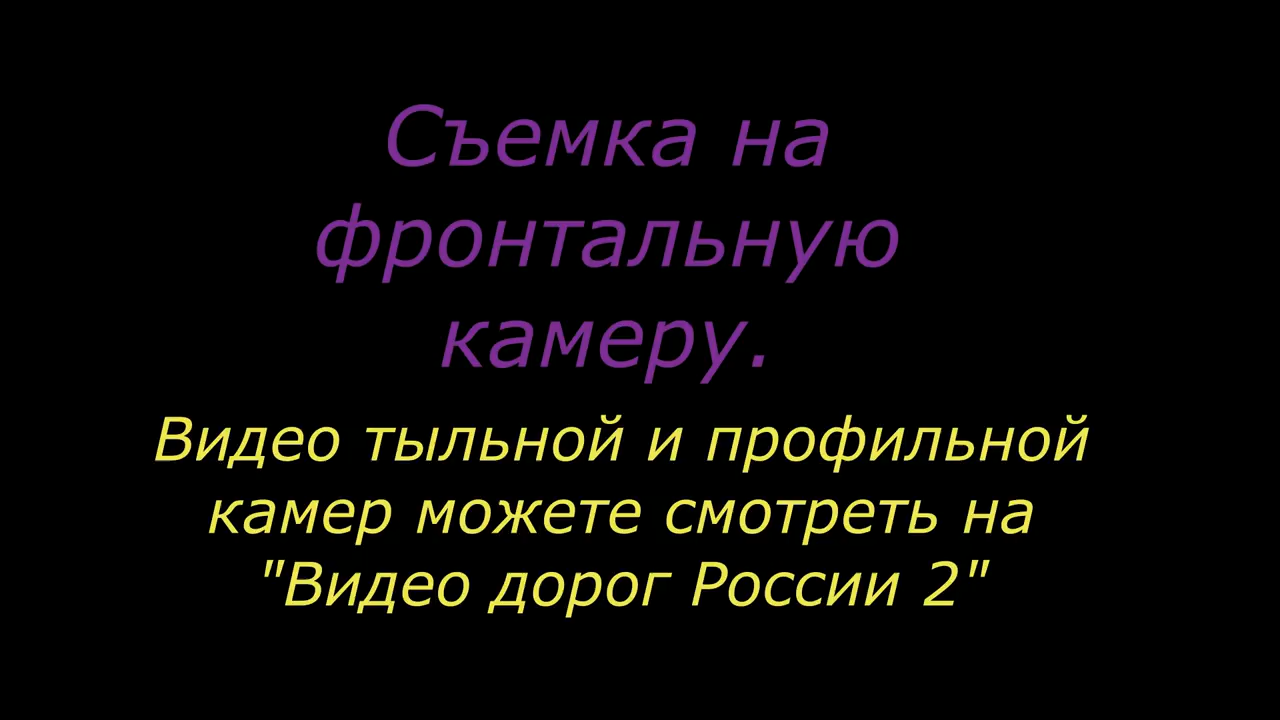 Съемка на
фронтальную
камеру.
Видео тыльной и профильной
камер можете смотреть на
"Видео дорог России 2"